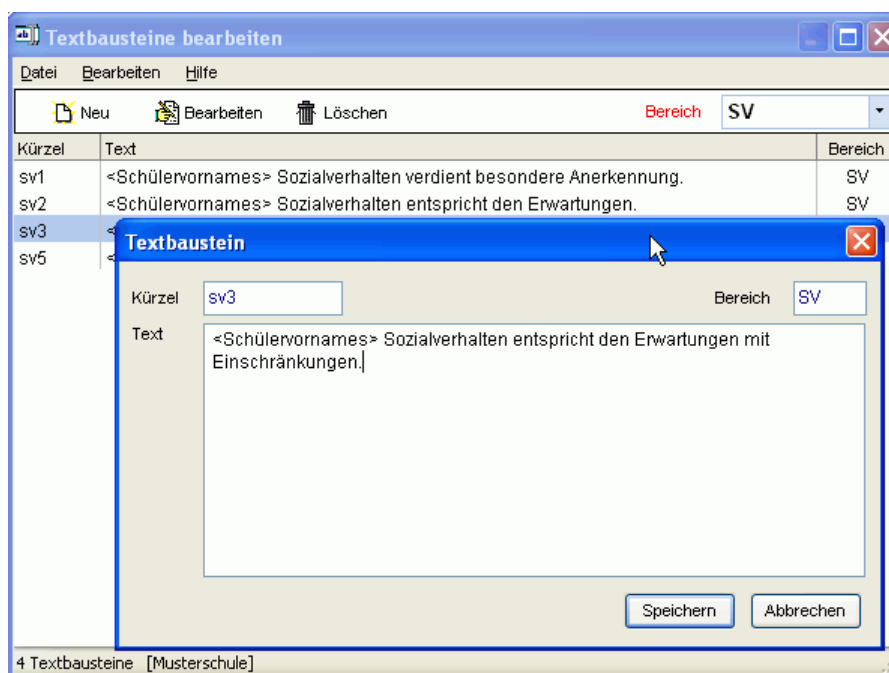 Textbausteine bearbeiten
Datei Bearbeiten Hilfe
Neu Bearbeiten Löschen Bereich SV
Kürzel Text Bereich
sv1 <Schülervornames> Sozialverhalten verdient besondere Anerkennung. SV
sv2 <Schülervornames> Sozialverhalten entspricht den Erwartungen. SV
sv3 <
sv5 <
Textbaustein
Kürzel sv3 Bereich SV
Text <Schülervornames> Sozialverhalten entspricht den Erwartungen mit
Einschränkungen.
Speichern Abbrechen
4 Textbausteine [Musterschule]